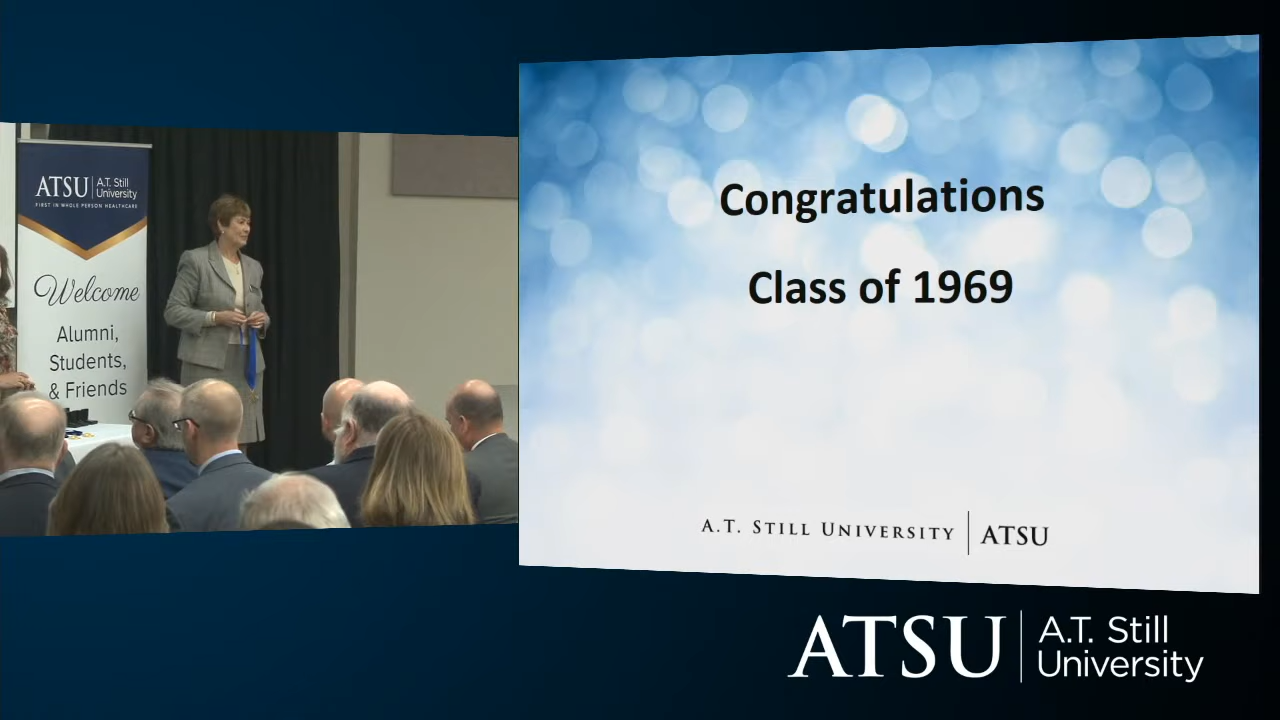 ATSU
A.T. Still
University
FIRST IN WHOLE PERSON HEALTHCARE
Welcome
Alumni,
Students,
& Friends
Congratulations
Class of 1969
A.T. STILL UNIVERSITY
ATSU
ATSU
A.T. Still
University